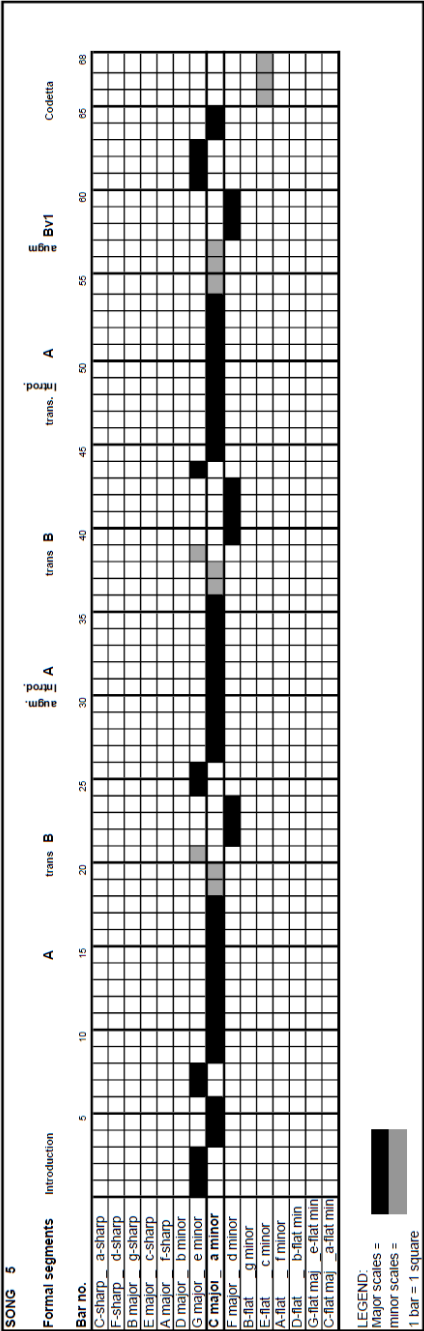 SONG 5
Formal segments Introduction A trans B augm. Introd. A trans B trans. Introd. A augm Bv1 Codetta
Bar no. 5 10 15 20 25 30 35 40 45 50 55 60 65 68
C-sharp _ a-sharp
F-sharp _ d-sharp
B major _ g-sharp
E major _ c-sharp
A major _ f-sharp
D major _ b minor
G major _ e minor
C major _ a minor
F major _ d minor
B-flat _ g minor
E-flat _ c minor
A-flat _ f minor
D-flat _ b-flat min
G-flat maj _e-flat min
C-flat maj _a-flat min
LEGEND:
Major scales =
minor scales =
1 bar = 1 square